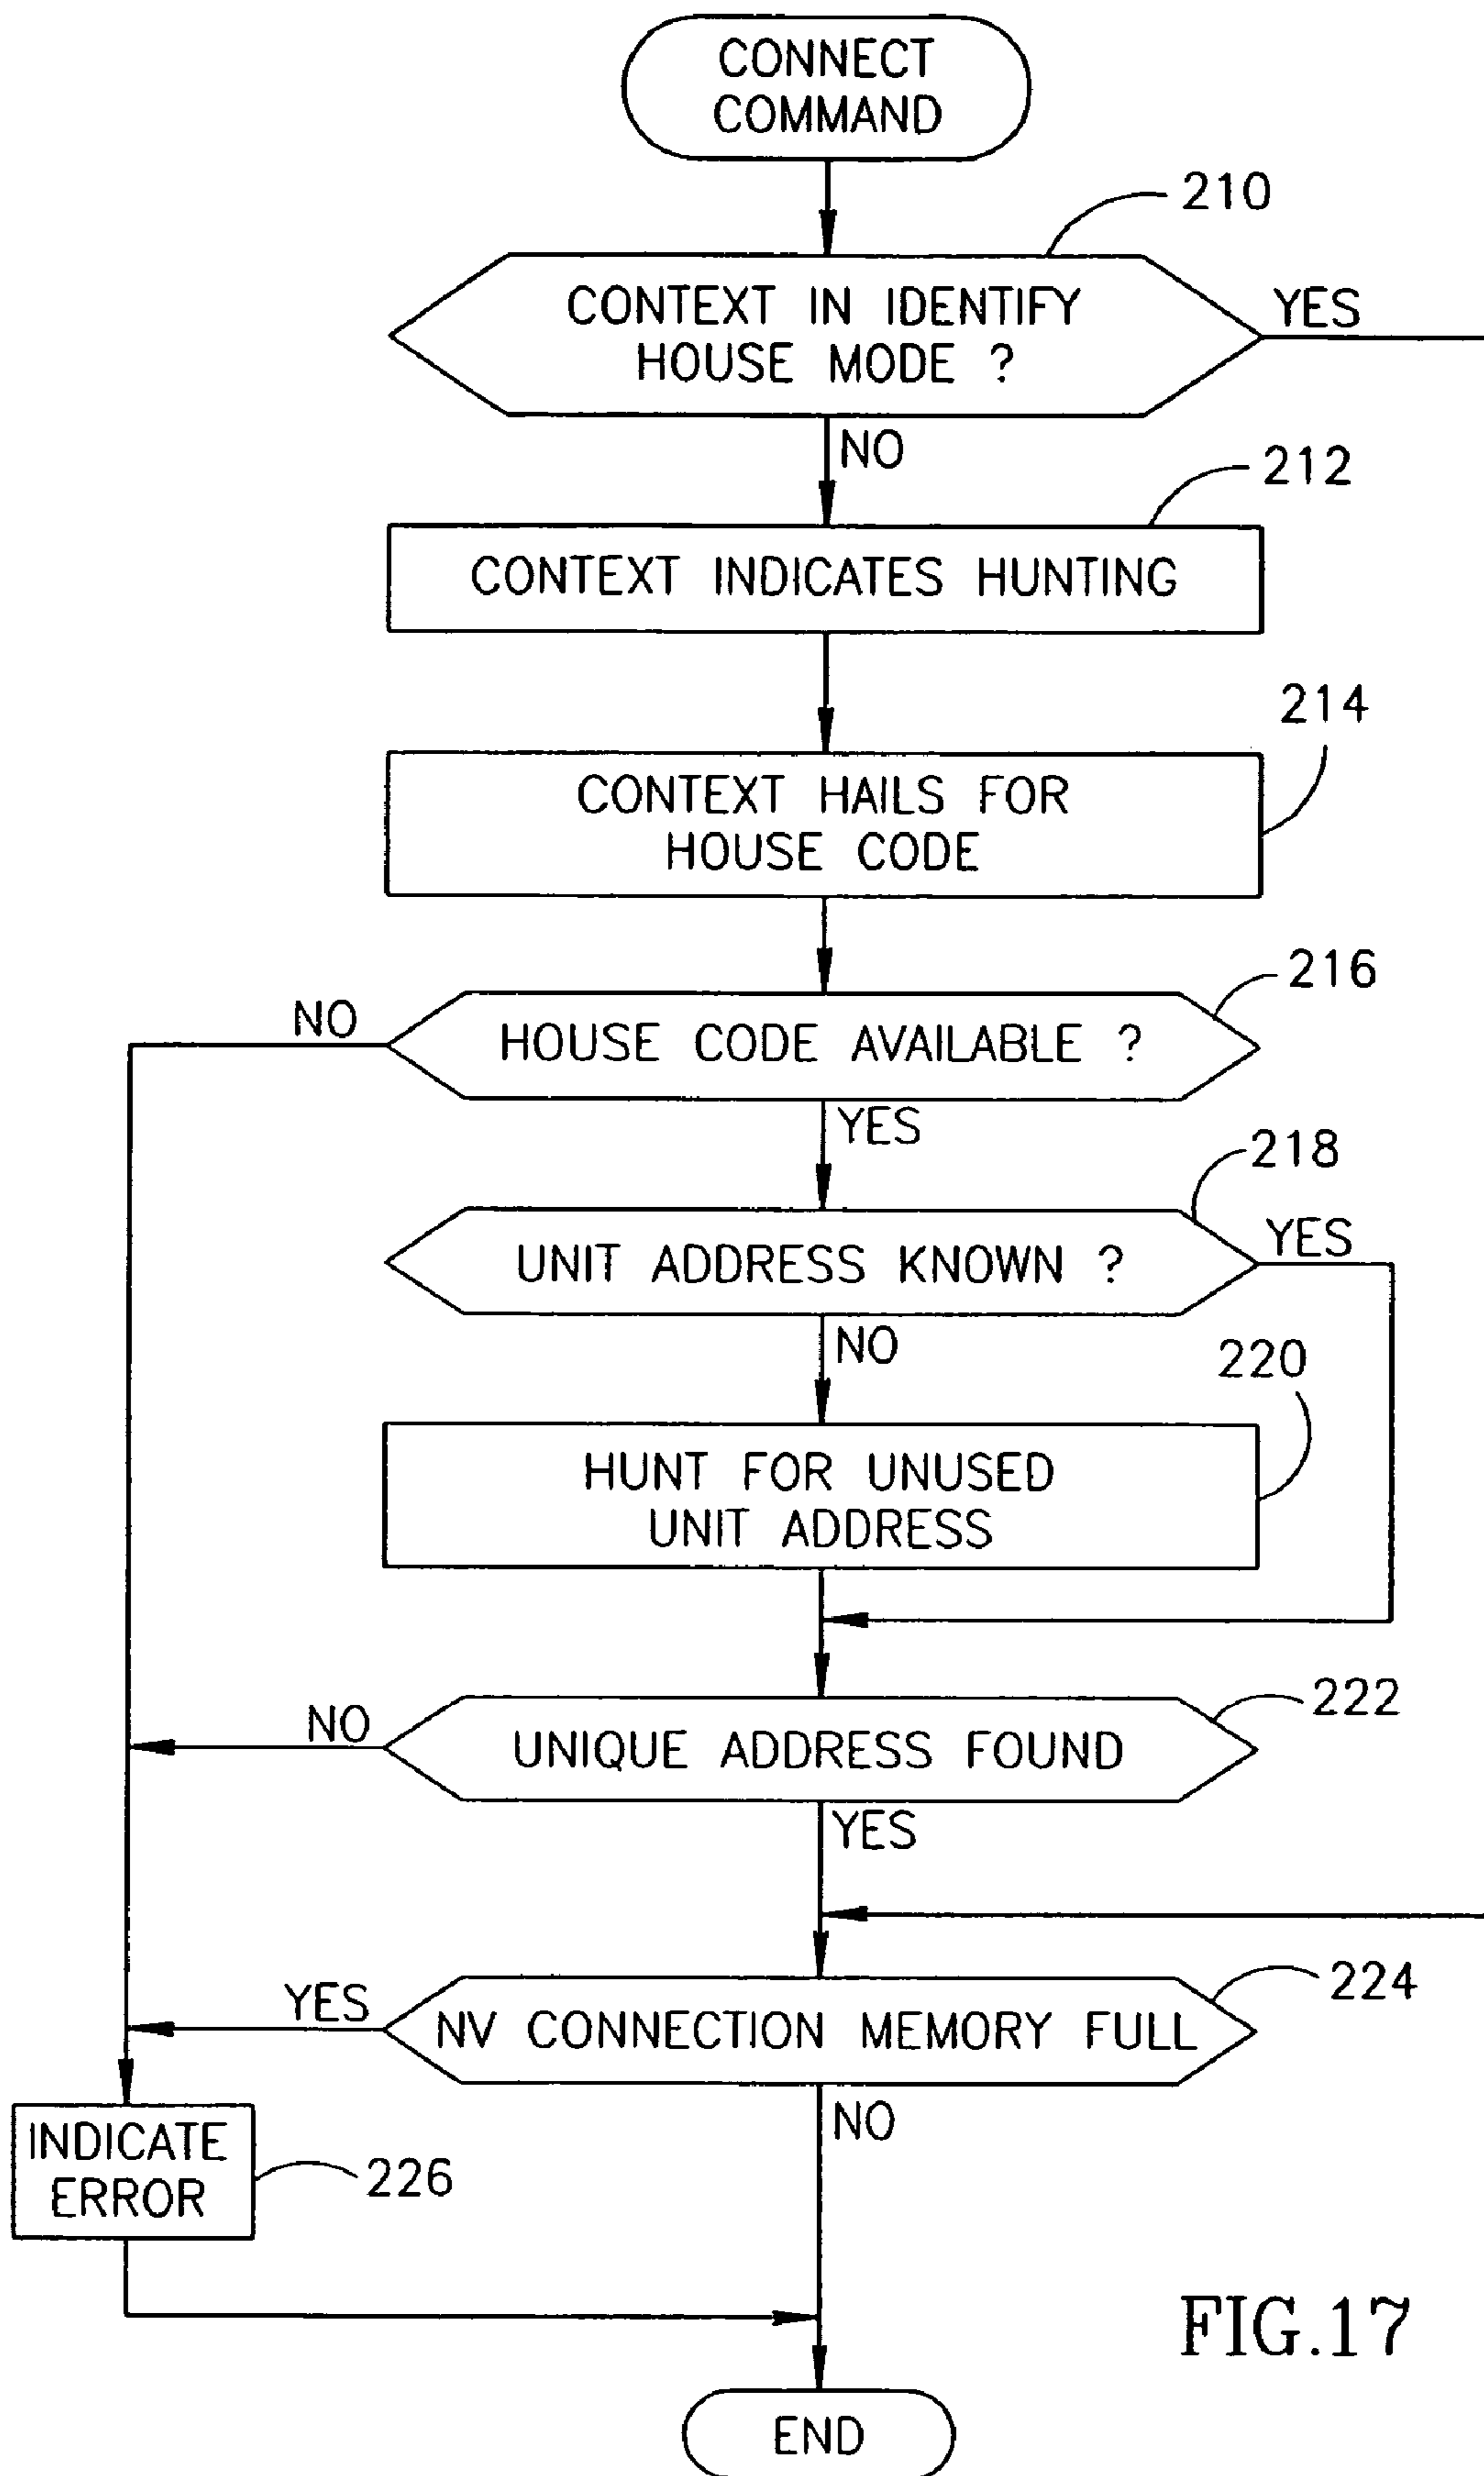 CONNECT
COMMAND
210
CONTEXT IN IDENTIFY
HOUSE MODE ?
YES
NO
212
CONTEXT INDICATES HUNTING
214
CONTEXT HAILS FOR
HOUSE CODE
216
NO
HOUSE CODE AVAILABLE ?
YES
218
UNIT ADDRESS KNOWN ?
YES
NO
220
HUNT FOR UNUSED
UNIT ADDRESS
222
NO
UNIQUE ADDRESS FOUND
YES
224
YES
NV CONNECTION MEMORY FULL
NO
INDICATE
ERROR
226
FIG.17
END